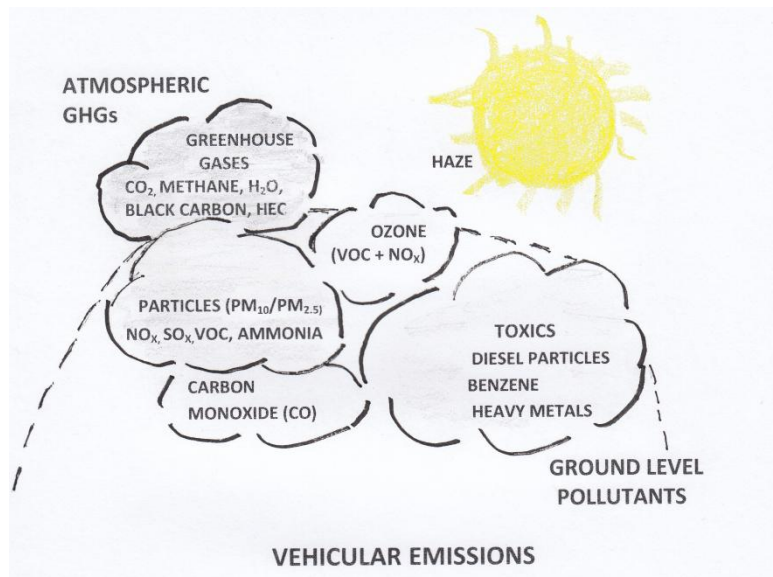 ATMOSPHERIC
GHGs
GREENHOUSE
GASES
CO₂, METHANE, H₂O,
BLACK CARBON, HEC
HAZE
OZONE
(VOC + NOₓ)
PARTICLES (PM₁₀/PM₂.₅)
NOₓ, SOₓ, VOC, AMMONIA
TOXICS
DIESEL PARTICLES
BENZENE
HEAVY METALS
CARBON
MONOXIDE (CO)
GROUND LEVEL
POLLUTANTS
VEHICULAR EMISSIONS